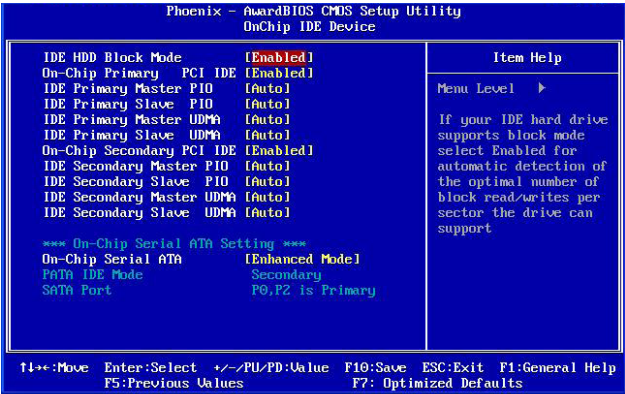 Phoenix - AwardBIOS CMOS Setup Utility
OnChip IDE Device
IDE HDD Block Mode [Enabled]
On-Chip Primary PCI IDE [Enabled]
IDE Primary Master PIO [Auto]
IDE Primary Slave PIO [Auto]
IDE Primary Master UDMA [Auto]
IDE Primary Slave UDMA [Auto]
On-Chip Secondary PCI IDE [Enabled]
IDE Secondary Master PIO [Auto]
IDE Secondary Slave PIO [Auto]
IDE Secondary Master UDMA [Auto]
IDE Secondary Slave UDMA [Auto]
*** On-Chip Serial ATA Setting ***
On-Chip Serial ATA [Enhanced Mode]
PATA IDE Mode Secondary
SATA Port P0,P2 is Primary
Item Help
Menu Level ▶
If your IDE hard drive
supports block mode
select Enabled for
automatic detection of
the optimal number of
block read/writes per
sector the drive can
support
↑↓→←:Move Enter:Select +/-/PU/PD:Value F10:Save ESC:Exit F1:General Help
F5:Previous Values F7: Optimized Defaults